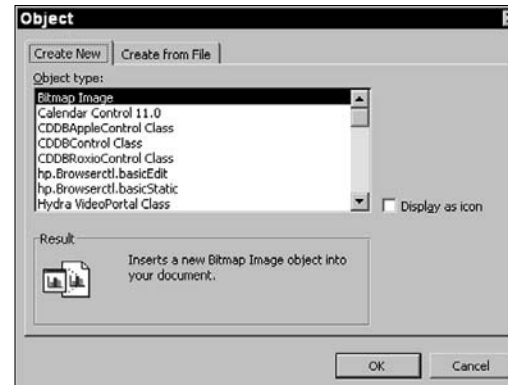 Object
Create New
Create from File
Object type:
Bitmap Image
Calendar Control 11.0
CDDBAppleControl Class
CDDBControl Class
CDDBRoxioControl Class
hp.Browserctl.basicEdit
hp.Browserctl.basicStatic
Hydra VideoPortal Class
Display as icon
Result
Inserts a new Bitmap Image object into
your document.
OK
Cancel